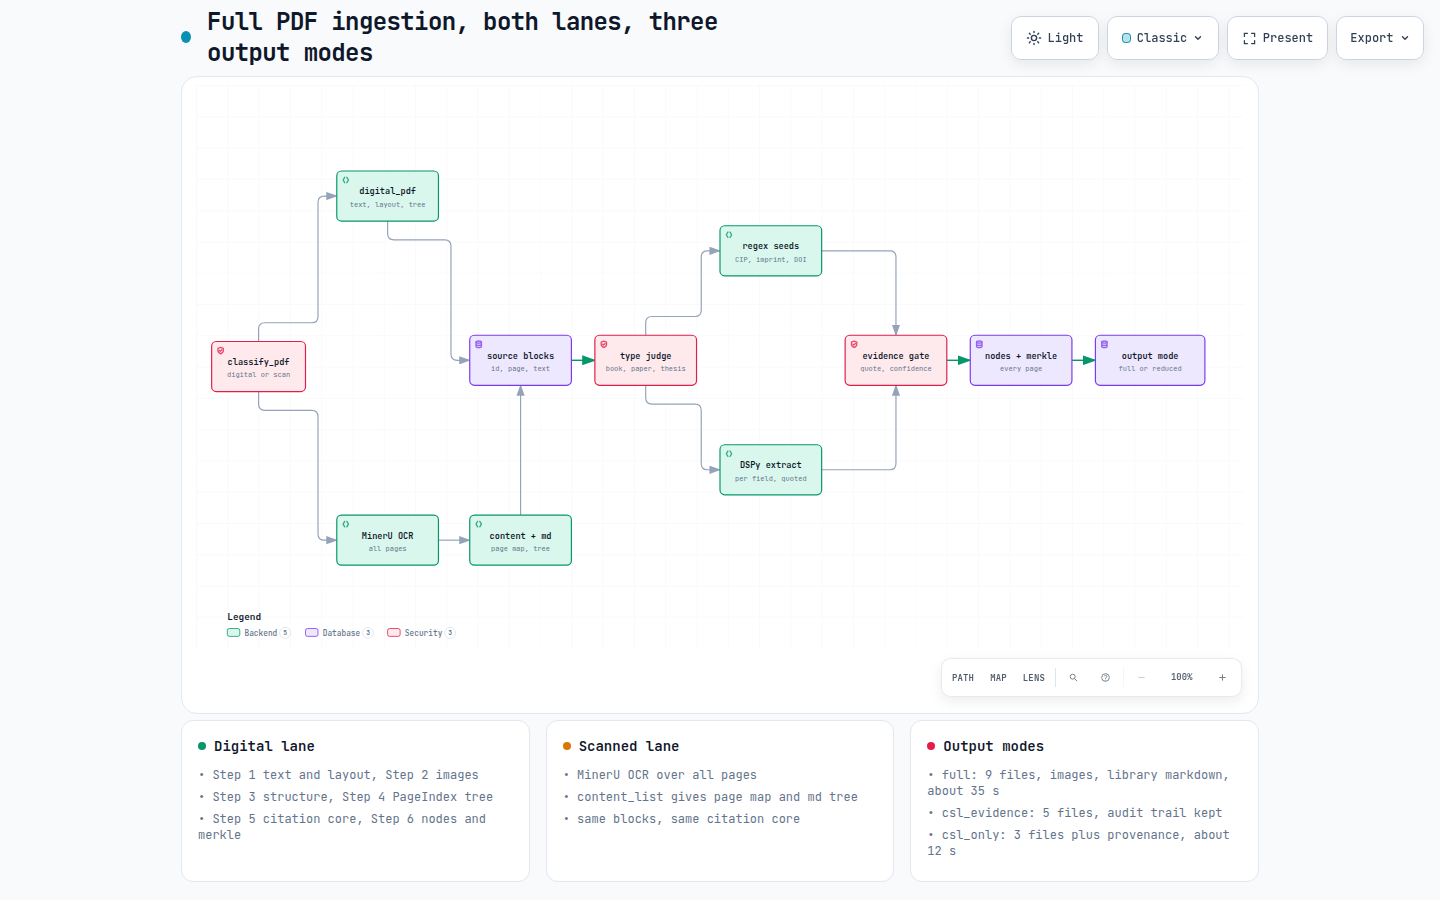 Full PDF ingestion, both lanes, three
output modes
Light
Classic
Present
Export
digital_pdf
text, layout, tree
regex seeds
CIP, imprint, DOI
classify_pdf
digital or scan
source blocks
id, page, text
type judge
book, paper, thesis
evidence gate
quote, confidence
nodes + merkle
every page
output mode
full or reduced
DSPy extract
per field, quoted
MinerU OCR
all pages
content + md
page map, tree
Legend
Backend 5
Database 3
Security 3
PATH
MAP
LENS
100%
Digital lane
• Step 1 text and layout, Step 2 images
• Step 3 structure, Step 4 PageIndex tree
• Step 5 citation core, Step 6 nodes and
merkle
Scanned lane
• MinerU OCR over all pages
• content_list gives page map and md tree
• same blocks, same citation core
Output modes
• full: 9 files, images, library markdown,
about 35 s
• csl_evidence: 5 files, audit trail kept
• csl_only: 3 files plus provenance, about
12 s